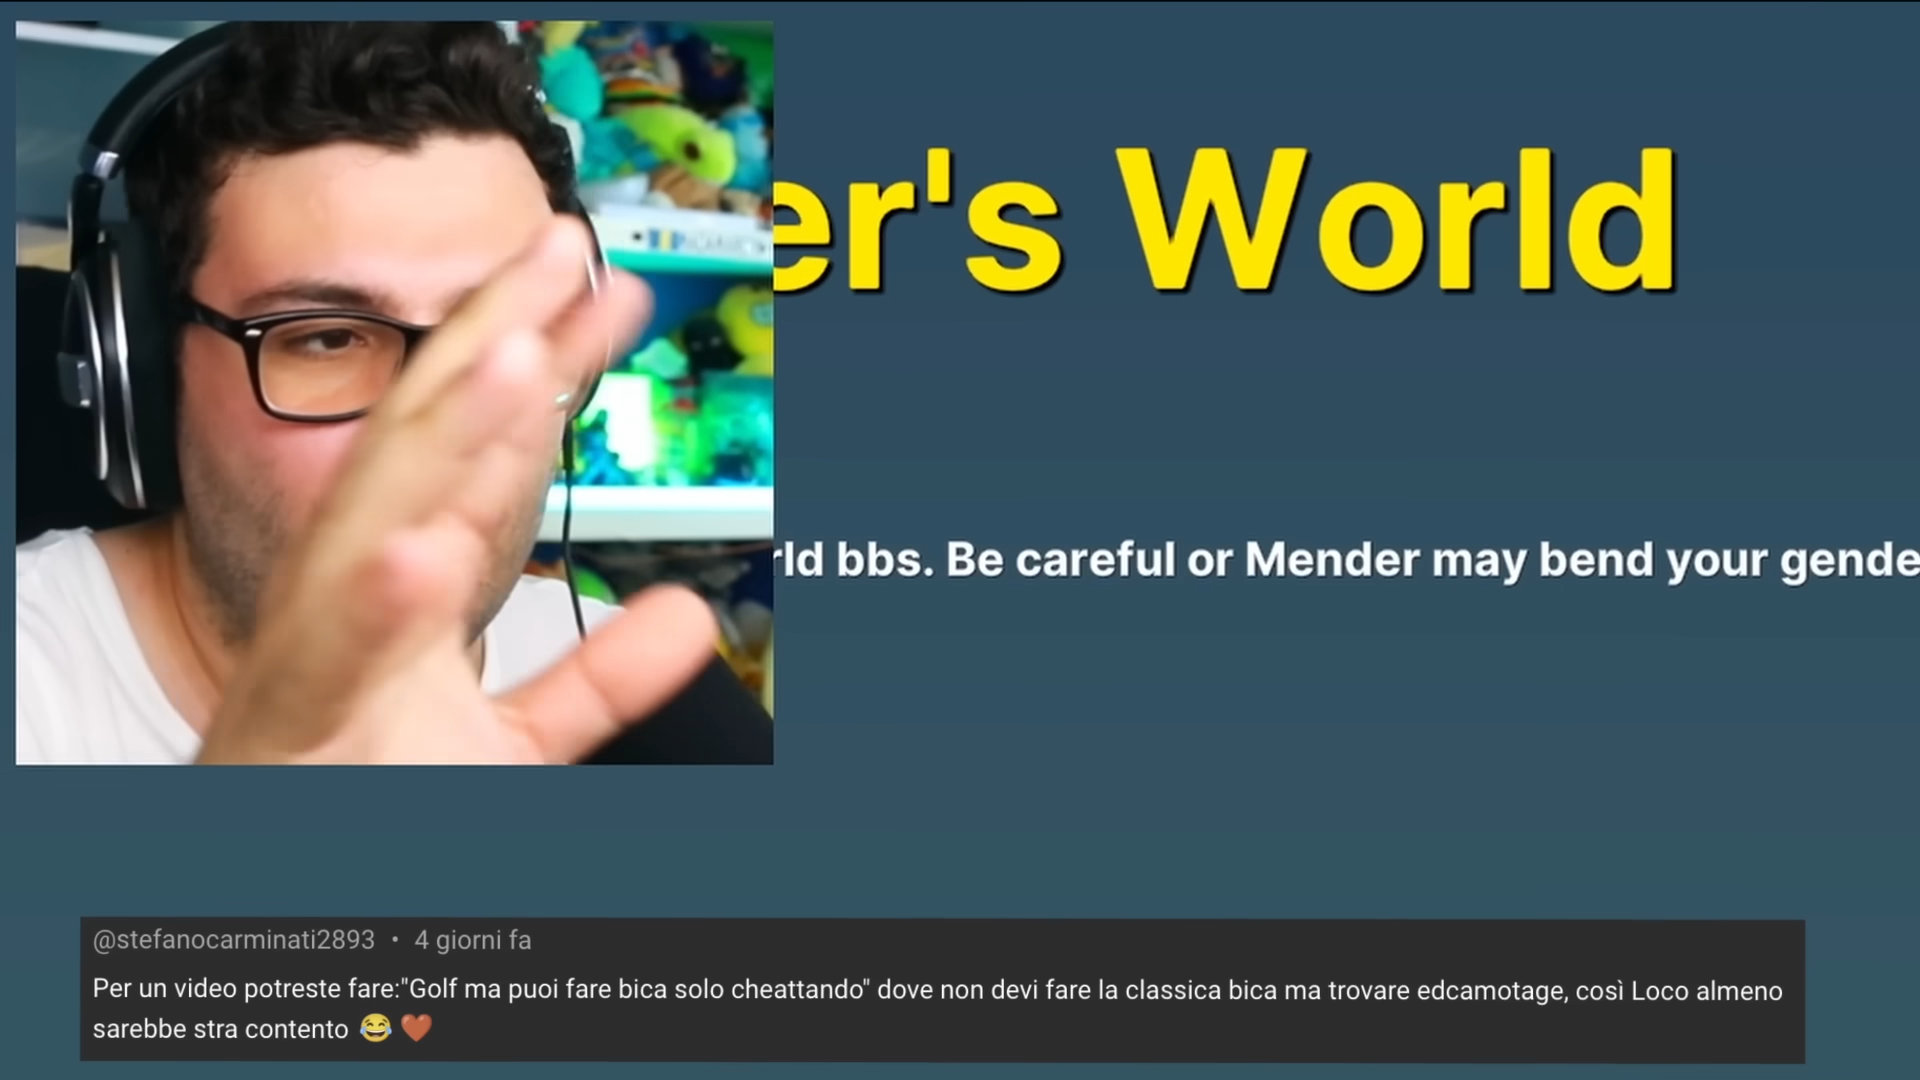 er's World
rld bbs. Be careful or Mender may bend your gende
@stefanocarminati2893 • 4 giorni fa
Per un video potreste fare:"Golf ma puoi fare bica solo cheattando" dove non devi fare la classica bica ma trovare edcamotage, così Loco almeno
sarebbe stra contento 😂 🤎